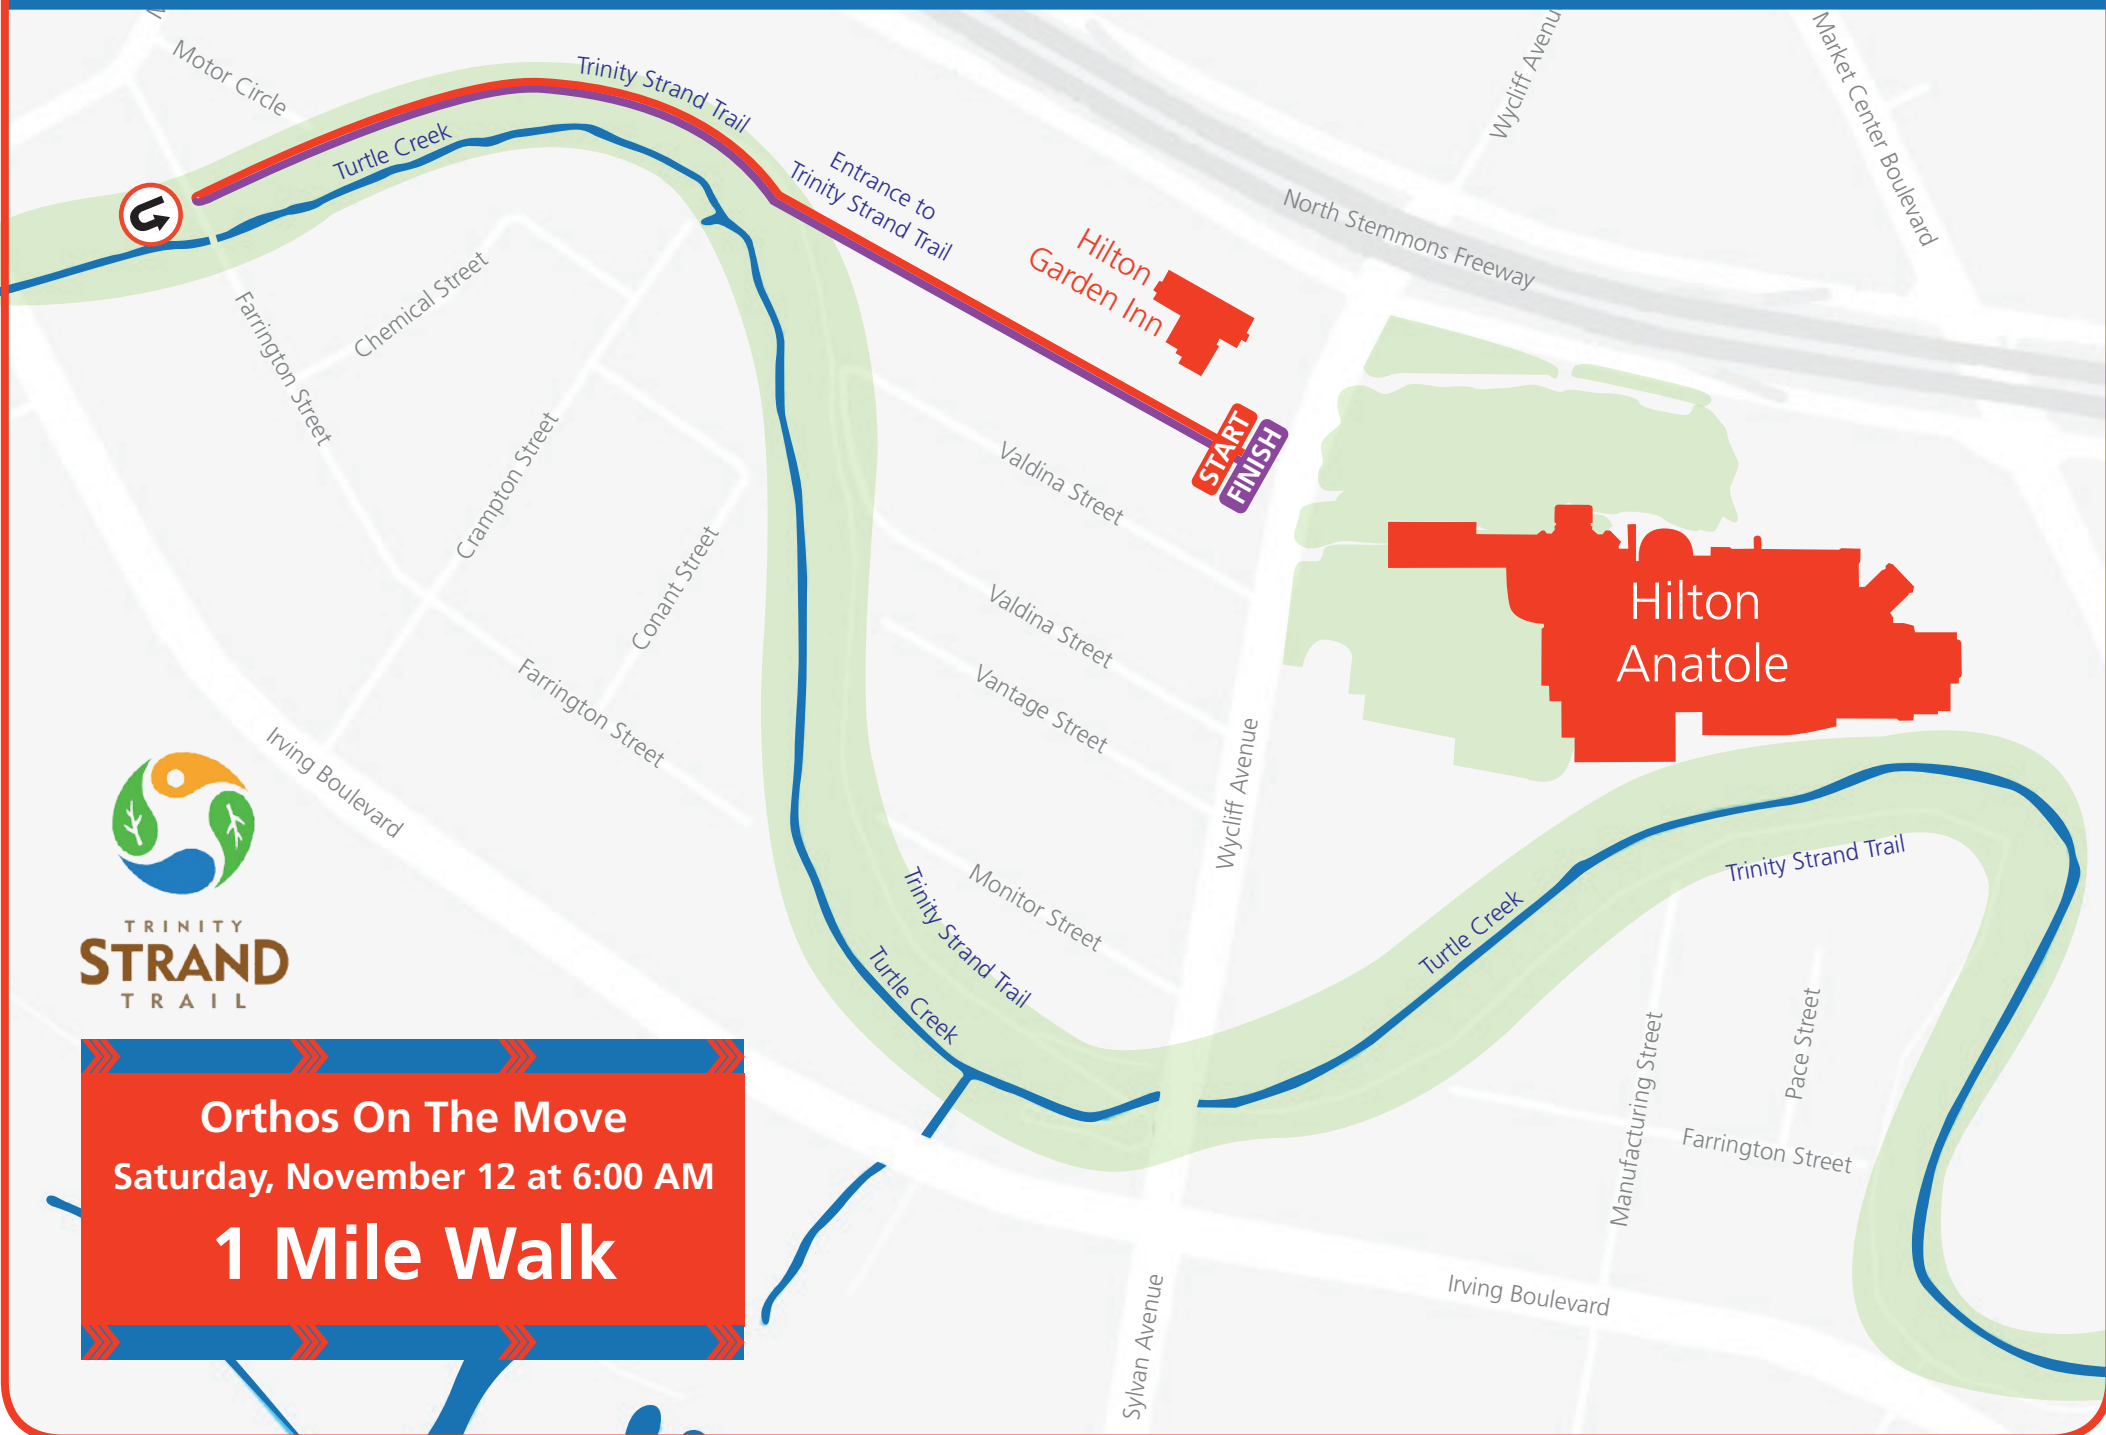 Motor Circle
Trinity Strand Trail
Turtle Creek
Entrance to
Trinity Strand Trail
Hilton
Garden Inn
Wycliff Avenu
Market Center Boulevard
North Stemmons Freeway
Chemical Street
Farrington Street
Crampton Street
Conant Street
START
FINISH
Valdina Street
Valdina Street
Vantage Street
Hilton
Anatole
Farrington Street
Irving Boulevard
Wycliff Avenue
Monitor Street
Trinity Strand Trail
Turtle Creek
Turtle Creek
Trinity Strand Trail
Manufacturing Street
Pace Street
Farrington Street
Irving Boulevard
Sylvan Avenue
TRINITY
STRAND
TRAIL
Orthos On The Move
Saturday, November 12 at 6:00 AM
1 Mile Walk